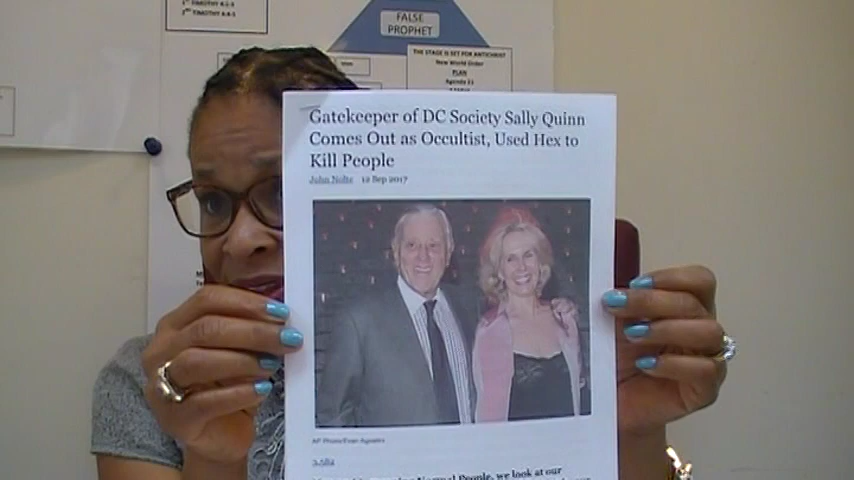 1ST TIMOTHY 4:1-3
2ND TIMOTHY 4:4-5
FALSE
PROPHET
THE STAGE IS SET FOR ANTICHRIST
New World Order
PLAN
Agenda 21
Gatekeeper of DC Society Sally Quinn
Comes Out as Occultist, Used Hex to
Kill People
John Nolte 12 Sep 2017
AP Photo/Evan Agostini
Normal People, we look at our